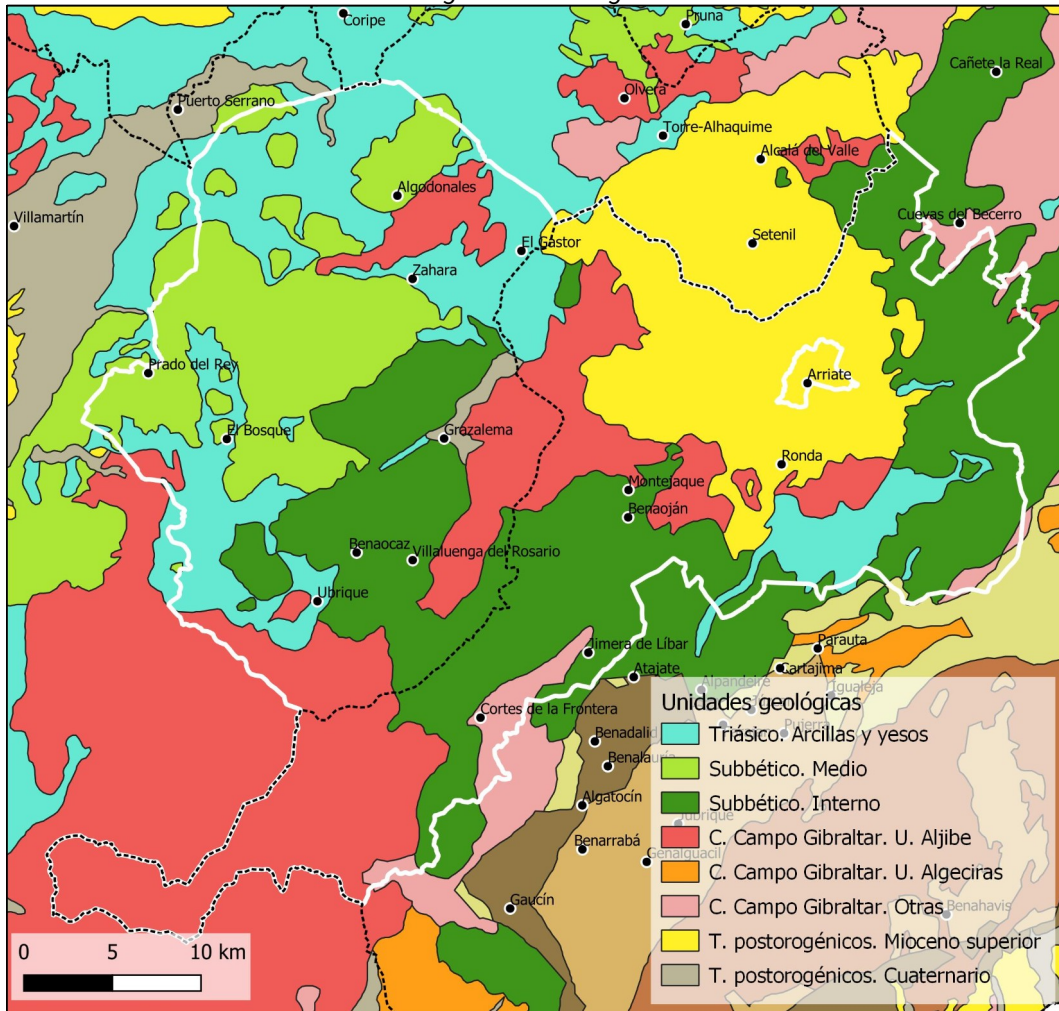 Coripe
Pruna
Cañete la Real
Puerto Serrano
Olvera
Torre-Alhaquime
Alcalá del Valle
Algodonales
Villamartín
Cuevas del Becerro
Setenil
El Gastor
Zahara
Prado del Rey
Arriate
El Bosque
Grazalema
Ronda
Montejaque
Benaoján
Benaocaz
Villaluenga del Rosario
Ubrique
Parauta
Jimera de Líbar
Cartajima
Atajate
Alpandeire
Igualeja
Unidades geológicas
Cortes de la Frontera
Pujerra
Triásico. Arcillas y yesos
Benadalid
Benalauría
Subbético. Medio
Algatocín
Subbético. Interno
Jubrique
C. Campo Gibraltar. U. Aljibe
Benarrabá
Genalguacil
C. Campo Gibraltar. U. Algeciras
Gaucín
C. Campo Gibraltar. Otras
Benahavis
T. postorogénicos. Mioceno superior
0 5 10 km
T. postorogénicos. Cuaternario